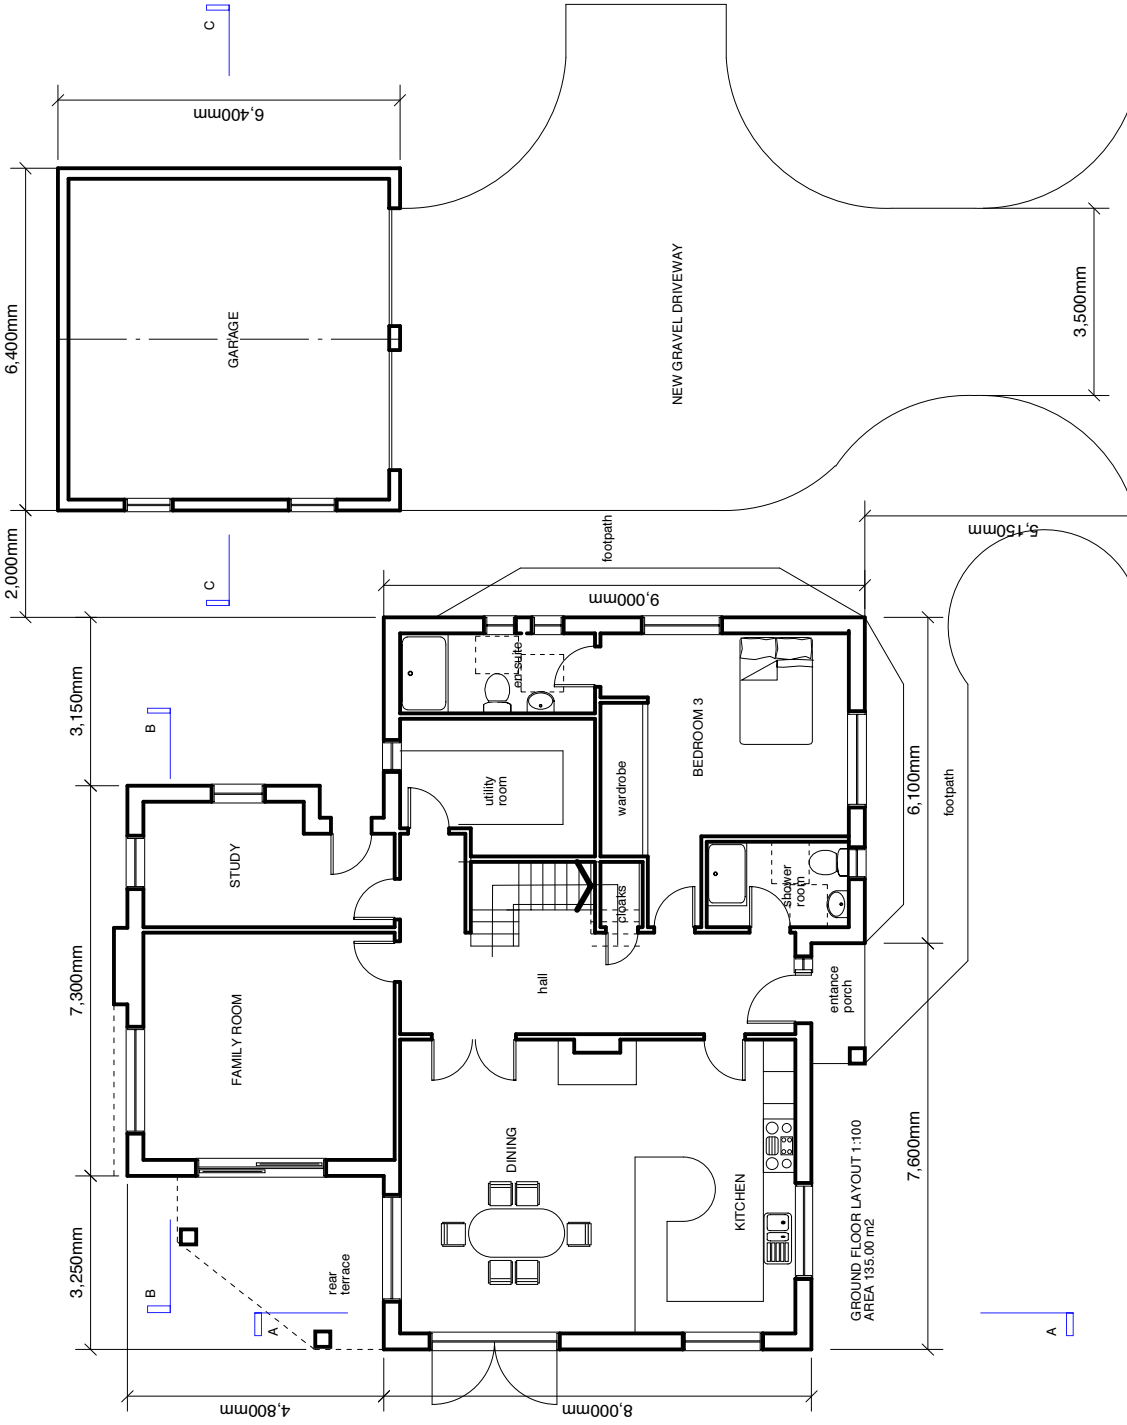 C
6,400mm
6,400mm
GARAGE
NEW GRAVEL DRIVEWAY
3,500mm
2,000mm
C
footpath
5,150mm
9,000mm
3,150mm
B
en-suite
utility
room
wardrobe
BEDROOM 3
6,100mm
footpath
STUDY
cloaks
shower
room
7,300mm
FAMILY ROOM
hall
entance
porch
DINING
KITCHEN
GROUND FLOOR LAYOUT 1:100
AREA 135.00 m2
7,600mm
3,250mm
B
rear
terrace
A
A
4,800mm
8,000mm